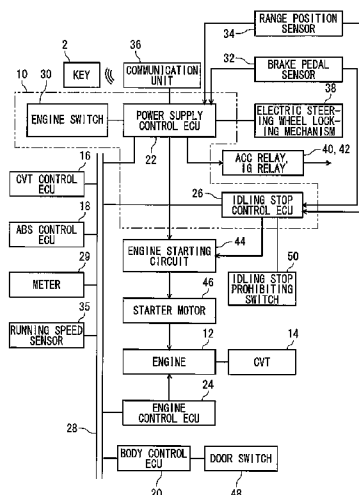 34
RANGE POSITION
SENSOR
2
36
32
KEY
COMMUNICATION
UNIT
BRAKE PEDAL
SENSOR
10
30
38
ENGINE SWITCH
POWER SUPPLY
CONTROL ECU
ELECTRIC STEER-
ING WHEEL LOCK-
ING MECHANISM
22
40, 42
16
26
ACC RELAY,
IG RELAY
CVT CONTROL
ECU
18
IDLING STOP
CONTROL ECU
ABS CONTROL
ECU
44
29
ENGINE STARTING
CIRCUIT
50
METER
46
IDLING STOP
PROHIBITING
SWITCH
35
STARTER MOTOR
RUNNING SPEED
SENSOR
12
14
ENGINE
CVT
24
ENGINE
CONTROL ECU
28
BODY CONTROL
ECU
DOOR SWITCH
20
48